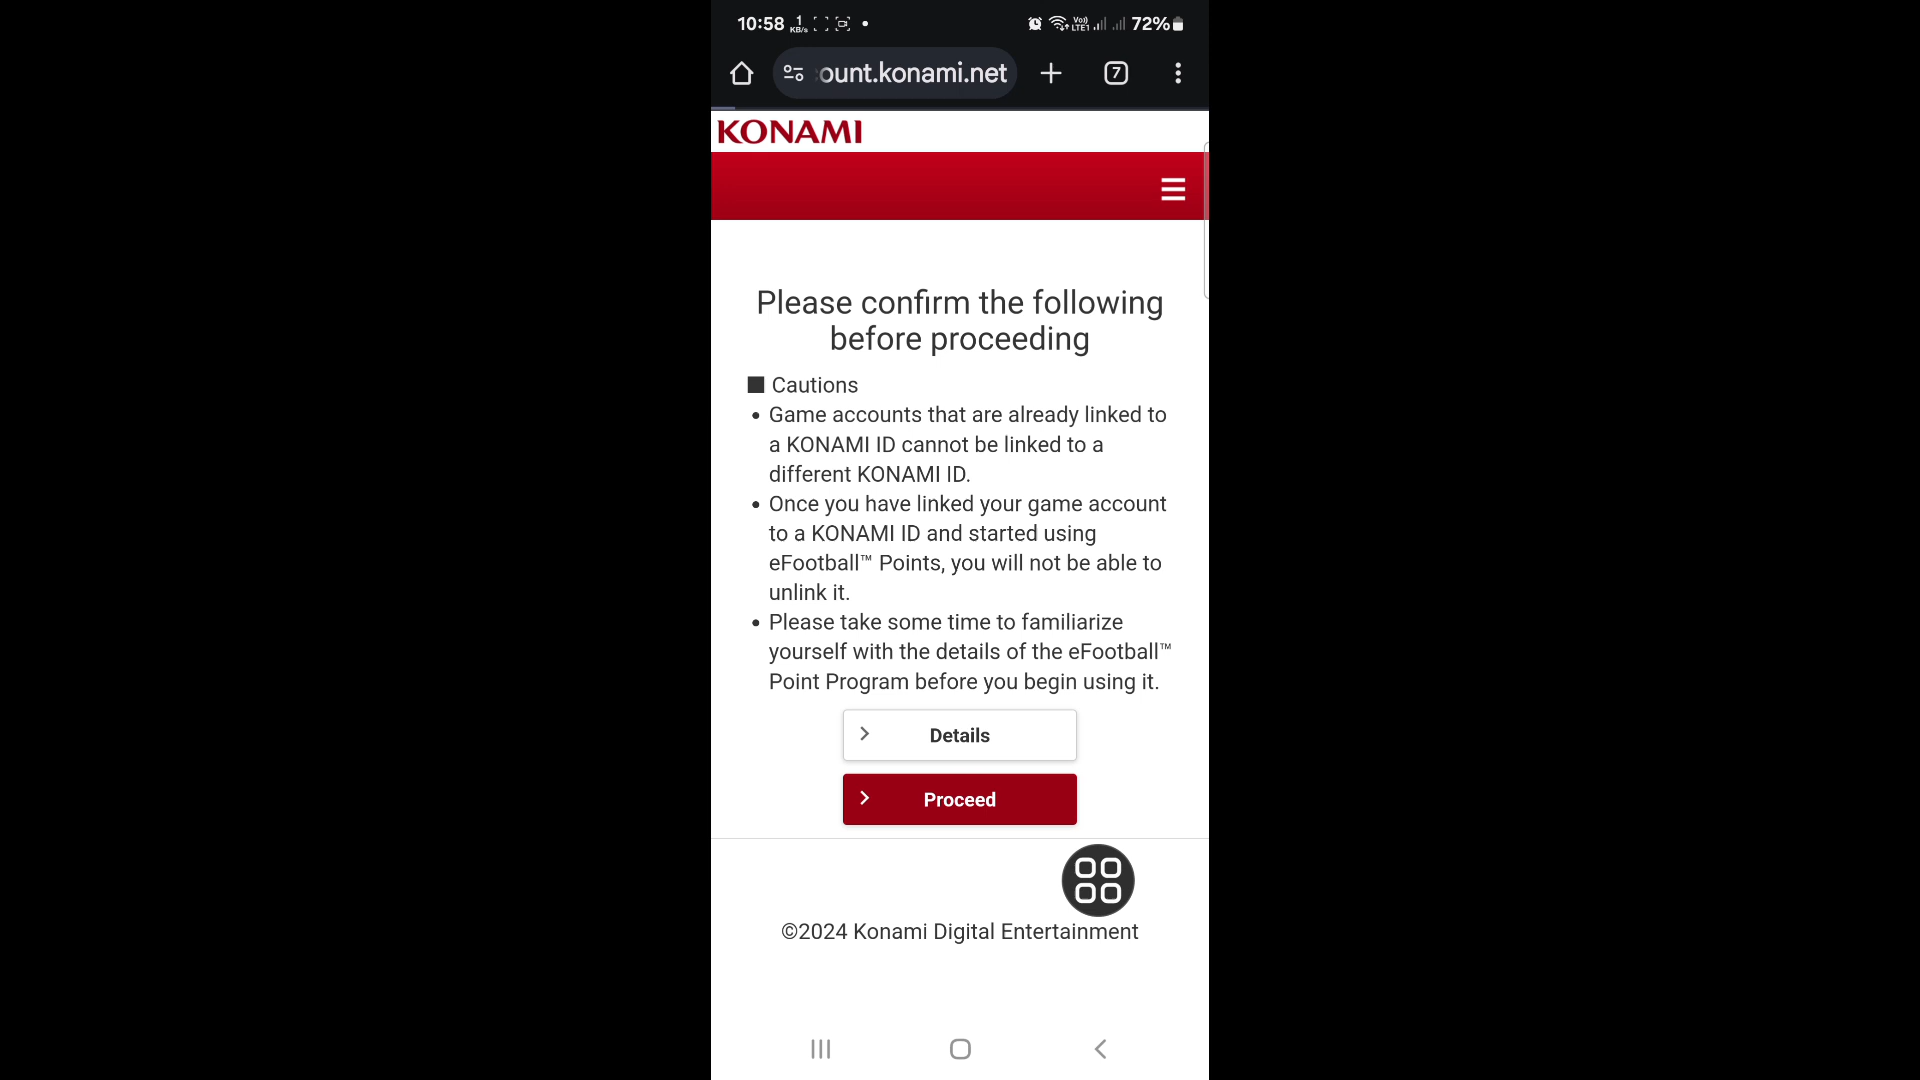 10:58 1 KB/s Vo) LTE1 72%
ount.konami.net 7
KONAMI
Please confirm the following
before proceeding
■ Cautions
• Game accounts that are already linked to
a KONAMI ID cannot be linked to a
different KONAMI ID.
• Once you have linked your game account
to a KONAMI ID and started using
eFootball™ Points, you will not be able to
unlink it.
• Please take some time to familiarize
yourself with the details of the eFootball™
Point Program before you begin using it.
Details
Proceed
©2024 Konami Digital Entertainment